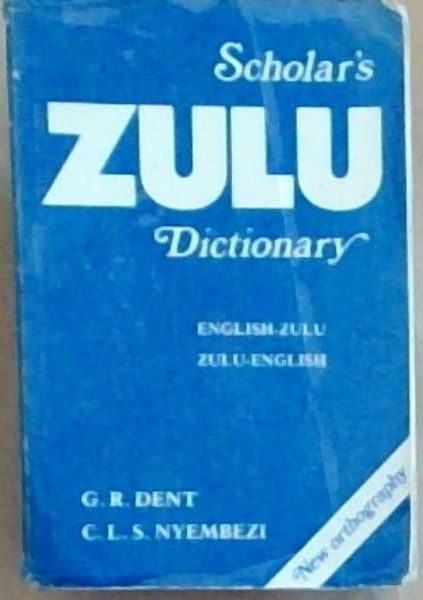 Scholar's
ZULU
Dictionary
ENGLISH-ZULU
ZULU-ENGLISH
G. R. DENT
C. L. S. NYEMBEZI
New orthography